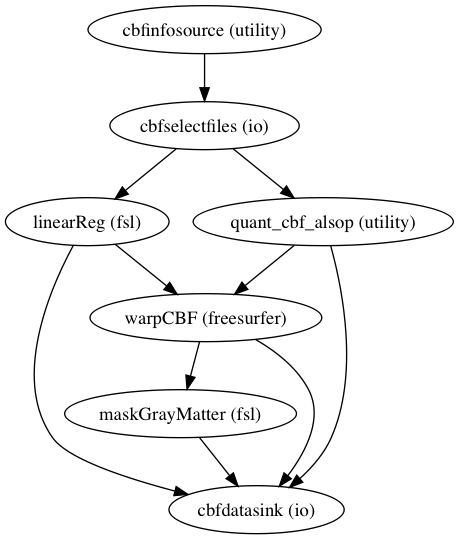 cbfinfosource (utility)
cbfselectfiles (io)
linearReg (fsl)
quant_cbf_alsop (utility)
warpCBF (freesurfer)
maskGrayMatter (fsl)
cbfdatasink (io)